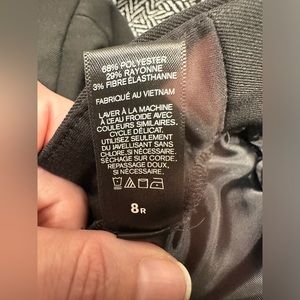 68% POLYESTER
29% RAYONNE
3% FIBRE ÉLASTHANNE
FABRIQUÉ AU VIETNAM
LAVER À LA MACHINE
À L'EAU FROIDE AVEC
COULEURS SIMILAIRES.
CYCLE DÉLICAT.
UTILISEZ SEULEMENT
DU JAVELLISANT SANS
CHLORE, SI NÉCESSAIRE.
SÉCHAGE SUR CORDE.
REPASSAGE DOUX,
SI NÉCESSAIRE.
8R